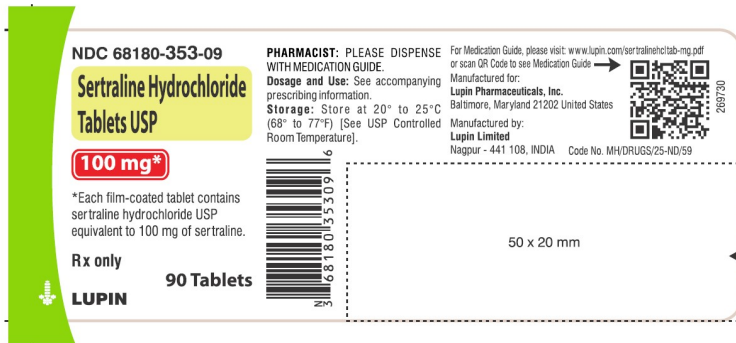 NDC 68180-353-09
Sertraline Hydrochloride
Tablets USP
100 mg*
*Each film-coated tablet contains
sertraline hydrochloride USP
equivalent to 100 mg of sertraline.
Rx only
90 Tablets
LUPIN
PHARMACIST: PLEASE DISPENSE
WITH MEDICATION GUIDE.
Dosage and Use: See accompanying
prescribing information.
Storage: Store at 20° to 25°C
(68° to 77°F) [See USP Controlled
Room Temperature].
N
3 68180 35309 6
For Medication Guide, please visit: www.lupin.com/sertralinehcltab-mg.pdf
or scan QR Code to see Medication Guide
Manufactured for:
Lupin Pharmaceuticals, Inc.
Baltimore, Maryland 21202 United States
Manufactured by:
Lupin Limited
Nagpur - 441 108, INDIA Code No. MH/DRUGS/25-ND/59
269730
50 x 20 mm